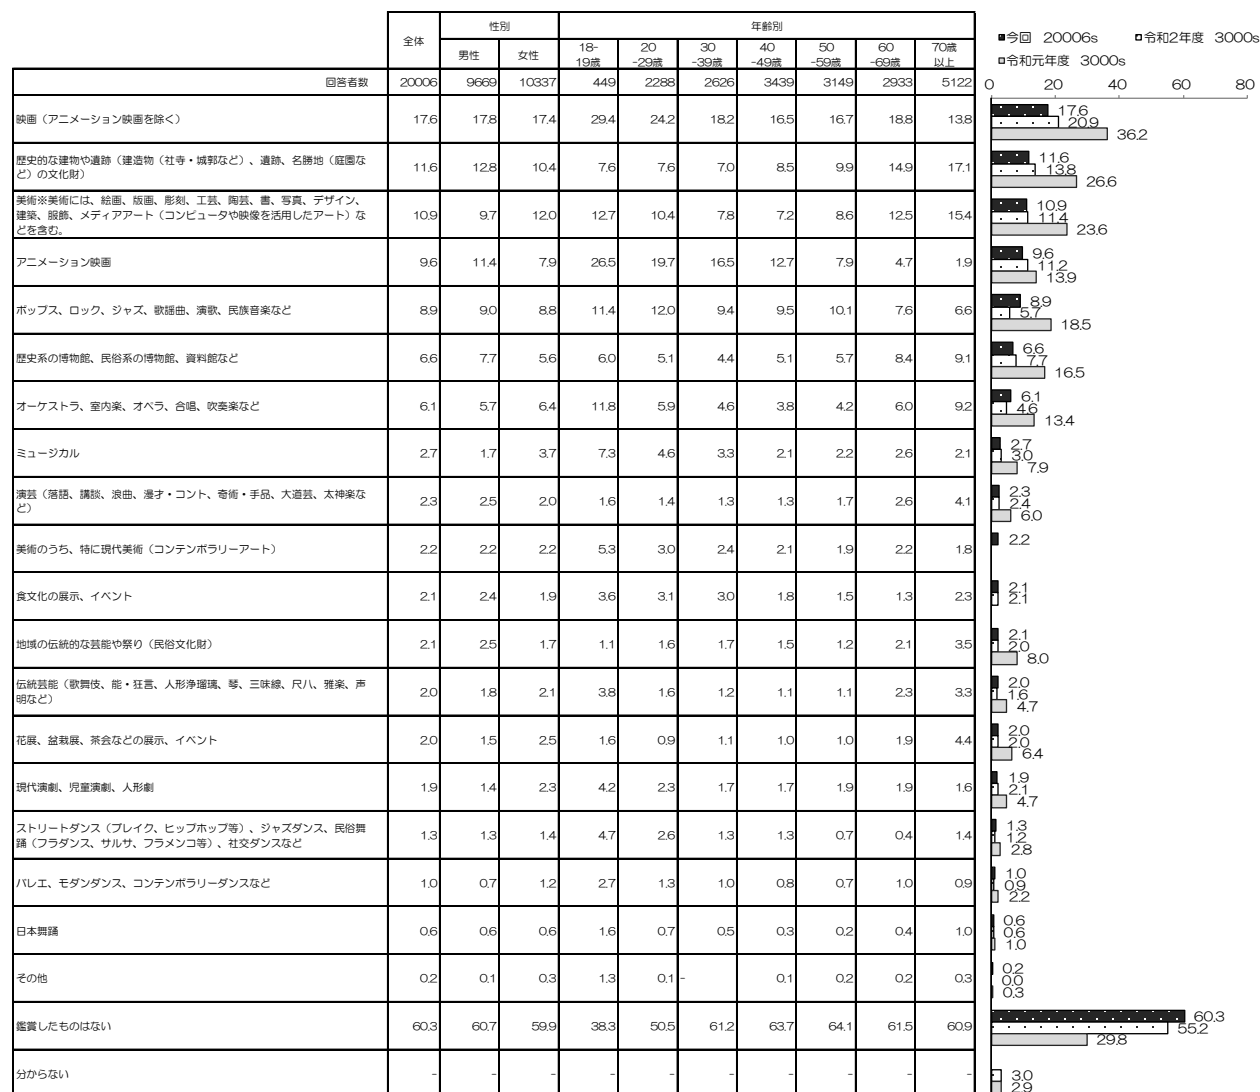 全体
性別
年齢別
男性
女性
18-
19歳
20
-29歳
30
-39歳
40
-49歳
50
-59歳
60
-69歳
70歳
以上
■今回 20006s
□令和2年度 3000s
□令和元年度 3000s
0 20 40 60 80
回答者数 20006 9669 10337 449 2288 2626 3439 3149 2933 5122
映画(アニメーション映画を除く) 17.6 17.8 17.4 29.4 24.2 18.2 16.5 16.7 18.8 13.8
17.6
20.9
36.2
歴史的な建物や遺跡(建造物(社寺・城郭など)、遺跡、名勝地(庭園な
ど)の文化財) 11.6 12.8 10.4 7.6 7.6 7.0 8.5 9.9 14.9 17.1
11.6
13.8
26.6
美術※美術には、絵画、版画、彫刻、工芸、陶芸、書、写真、デザイン、
建築、服飾、メディアアート(コンピュータや映像を活用したアート)な
どを含む。 10.9 9.7 12.0 12.7 10.4 7.8 7.2 8.6 12.5 15.4
10.9
11.4
23.6
アニメーション映画 9.6 11.4 7.9 26.5 19.7 16.5 12.7 7.9 4.7 1.9
9.6
11.2
13.9
ポップス、ロック、ジャズ、歌謡曲、演歌、民族音楽など 8.9 9.0 8.8 11.4 12.0 9.4 9.5 10.1 7.6 6.6
8.9
5.7
18.5
歴史系の博物館、民俗系の博物館、資料館など 6.6 7.7 5.6 6.0 5.1 4.4 5.1 5.7 8.4 9.1
6.6
7.7
16.5
オーケストラ、室内楽、オペラ、合唱、吹奏楽など 6.1 5.7 6.4 11.8 5.9 4.6 3.8 4.2 6.0 9.2
6.1
4.6
13.4
ミュージカル 2.7 1.7 3.7 7.3 4.6 3.3 2.1 2.2 2.6 2.1
2.7
3.0
7.9
演芸(落語、講談、浪曲、漫才・コント、奇術・手品、大道芸、太神楽な
ど) 2.3 2.5 2.0 1.6 1.4 1.3 1.3 1.7 2.6 4.1
2.3
2.4
6.0
美術のうち、特に現代美術(コンテンポラリーアート) 2.2 2.2 2.2 5.3 3.0 2.4 2.1 1.9 2.2 1.8
2.2
食文化の展示、イベント 2.1 2.4 1.9 3.6 3.1 3.0 1.8 1.5 1.3 2.3
2.1
2.1
地域の伝統的な芸能や祭り(民俗文化財) 2.1 2.5 1.7 1.1 1.6 1.7 1.5 1.2 2.1 3.5
2.1
2.0
8.0
伝統芸能(歌舞伎、能・狂言、人形浄瑠璃、琴、三味線、尺八、雅楽、声
明など) 2.0 1.8 2.1 3.8 1.6 1.2 1.1 1.1 2.3 3.3
2.0
1.6
4.7
花展、盆栽展、茶会などの展示、イベント 2.0 1.5 2.5 1.6 0.9 1.1 1.0 1.0 1.9 4.4
2.0
2.0
6.4
現代演劇、児童演劇、人形劇 1.9 1.4 2.3 4.2 2.3 1.7 1.7 1.9 1.9 1.6
1.9
2.1
4.7
ストリートダンス(ブレイク、ヒップホップ等)、ジャズダンス、民俗舞
踊(フラダンス、サルサ、フラメンコ等)、社交ダンスなど 1.3 1.3 1.4 4.7 2.6 1.3 1.3 0.7 0.4 1.4
1.3
1.2
2.8
バレエ、モダンダンス、コンテンポラリーダンスなど 1.0 0.7 1.2 2.7 1.3 1.0 0.8 0.7 1.0 0.9
1.0
0.9
2.2
日本舞踊 0.6 0.6 0.6 1.6 0.7 0.5 0.3 0.2 0.4 1.0
0.6
0.6
1.0
その他 0.2 0.1 0.3 1.3 0.1 - 0.1 0.2 0.2 0.3
0.2
0.0
0.3
鑑賞したものはない 60.3 60.7 59.9 38.3 50.5 61.2 63.7 64.1 61.5 60.9
60.3
55.2
29.8
分からない - - - - - - - - - -
3.0
2.9